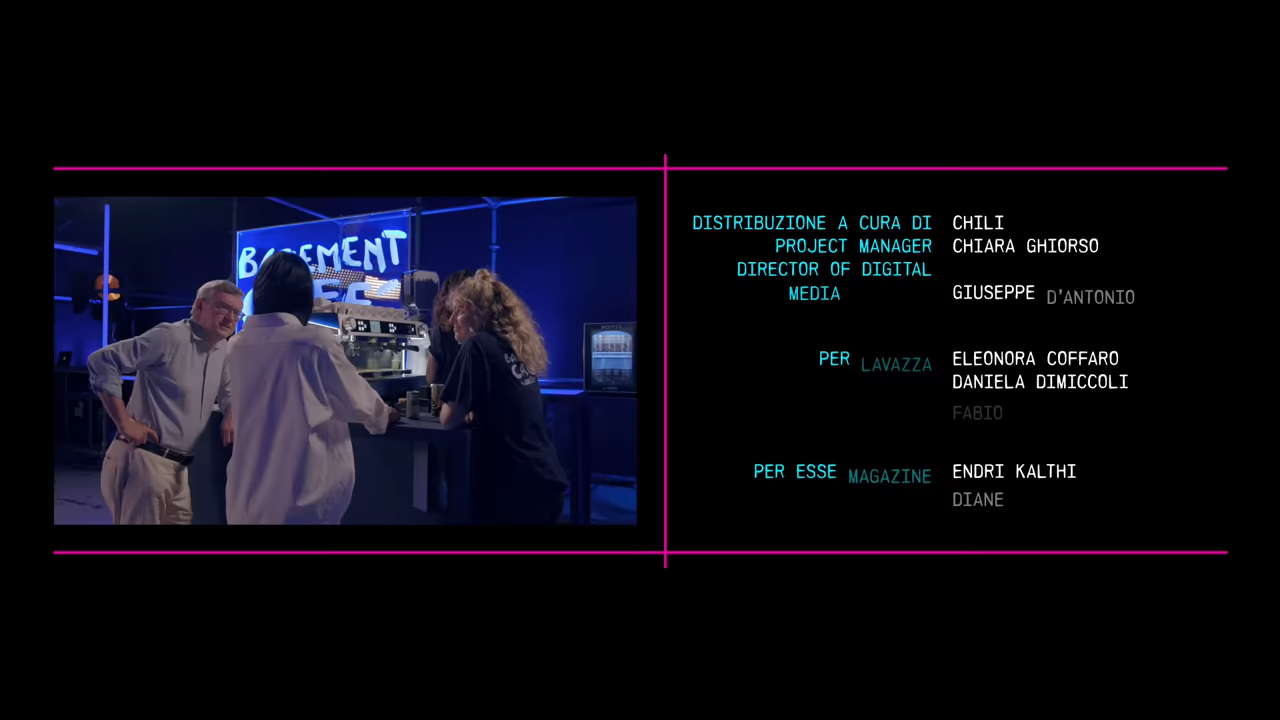 BASEMENT
DISTRIBUZIONE A CURA DI CHILI
PROJECT MANAGER CHIARA GHIORSO
DIRECTOR OF DIGITAL
MEDIA GIUSEPPE D'ANTONIO
PER LAVAZZA ELEONORA COFFARO
DANIELA DIMICCOLI
FABIO
PER ESSE MAGAZINE ENDRI KALTHI
DIANE